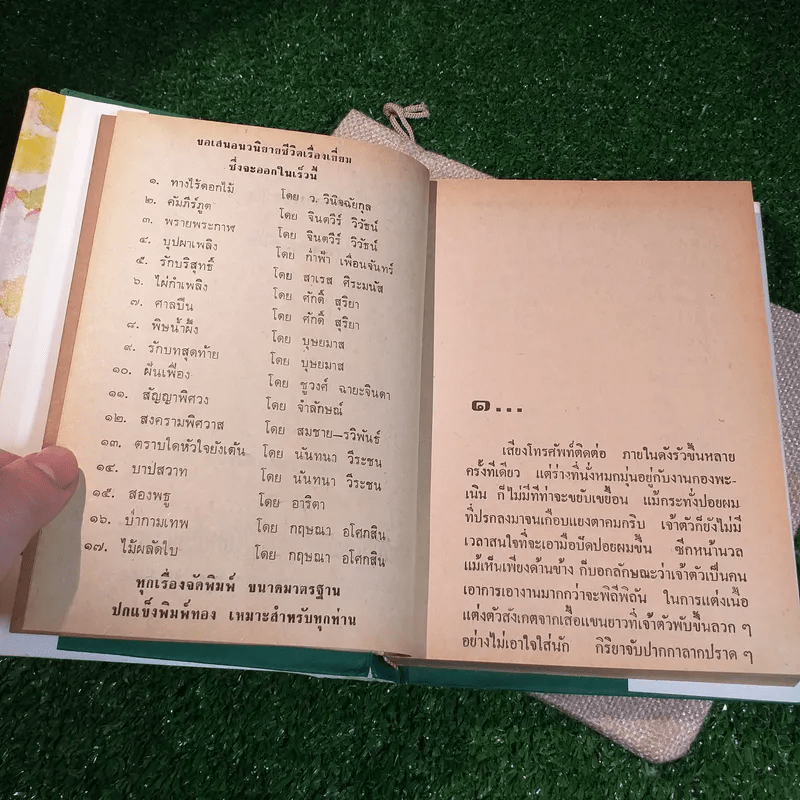 ขอเสนอนวนิยายชีวิตเรื่องเยี่ยม
ซึ่งจะออกในเร็วนี้
๑. ทางไร้ดอกไม้ โดย ว. วินิจฉัยกุล
๒. คัมภีร์ภูต โดย จินตวีร์ วิวัธน์
๓. พรายพระกาฬ โดย จินตวีร์ วิวัธน์
๔. บุปผาเพลิง โดย ก่ำฟ้า เพื่อนจันทร์
๕. รักบริสุทธิ์ โดย สาเรส ศิระมนัส
๖. ไผ่กำเพลิง โดย ศักดิ์ สุริยา
๗. ศาลปืน โดย ศักดิ์ สุริยา
๘. พิษน้ำผึ้ง โดย บุษยมาส
๙. รักบทสุดท้าย โดย บุษยมาส
๑๐. ผืนเฟื่อง โดย ชูวงศ์ ฉายะจินดา
๑๑. สัญญาพิศวง โดย จำลักษณ์
๑๒. สงครามพิศวาส โดย สมชาย-รวิพันธ์
๑๓. ตราบใดหัวใจยังเต้น โดย นันทนา วีระชน
๑๔. บาปสวาท โดย นันทนา วีระชน
๑๕. สองพธู โดย อาริตา
๑๖. บ่วงกามเทพ โดย กฤษณา อโศกสิน
๑๗. ไม้ผลัดใบ โดย กฤษณา อโศกสิน
ทุกเรื่องจัดพิมพ์ ขนาดมาตรฐาน
ปกแข็งพิมพ์ทอง เหมาะสำหรับทุกท่าน
๑...
เสียงโทรศัพท์ติดต่อ ภายในดังรัวขึ้นหลาย
ครั้งทีเดียว แต่ร่างที่นั่งหมกมุ่นอยู่กับงานกองพะ-
เนิน ก็ไม่มีทีท่าจะขยับเขยื้อน แม้กระทั่งปอยผม
ที่ปรกลงมาจนเกือบแยงตาคมกริบ เจ้าตัวก็ยังไม่มี
เวลาสนใจที่จะเอามือปัดปอยผมขึ้น ซีกหน้านวล
แม้เห็นเพียงด้านข้าง ก็บอกลักษณะว่าเจ้าตัวเป็นคน
เอาการเอางานมากกว่าจะพิถีพิถัน ในการแต่งเนื้อ
แต่งตัวสังเกตจากเสื้อแขนยาวที่เจ้าตัวพับขึ้นลวก ๆ
อย่างไม่เอาใจใส่นัก กิริยาจับปากกาลากปราด ๆ